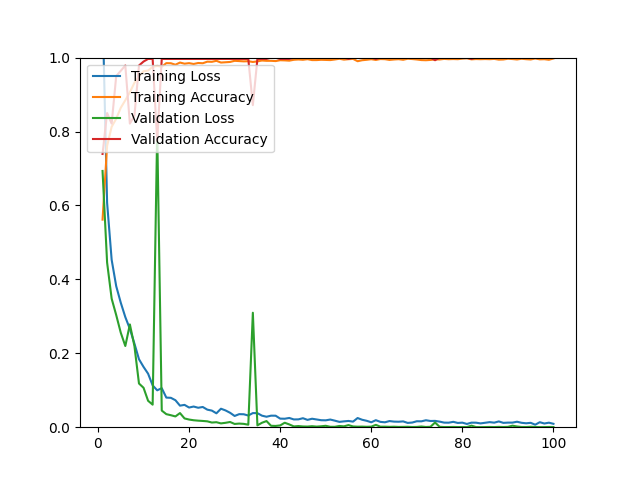 1.0
0.8
0.6
0.4
0.2
0.0
Training Loss
Training Accuracy
Validation Loss
Validation Accuracy
0 20 40 60 80 100